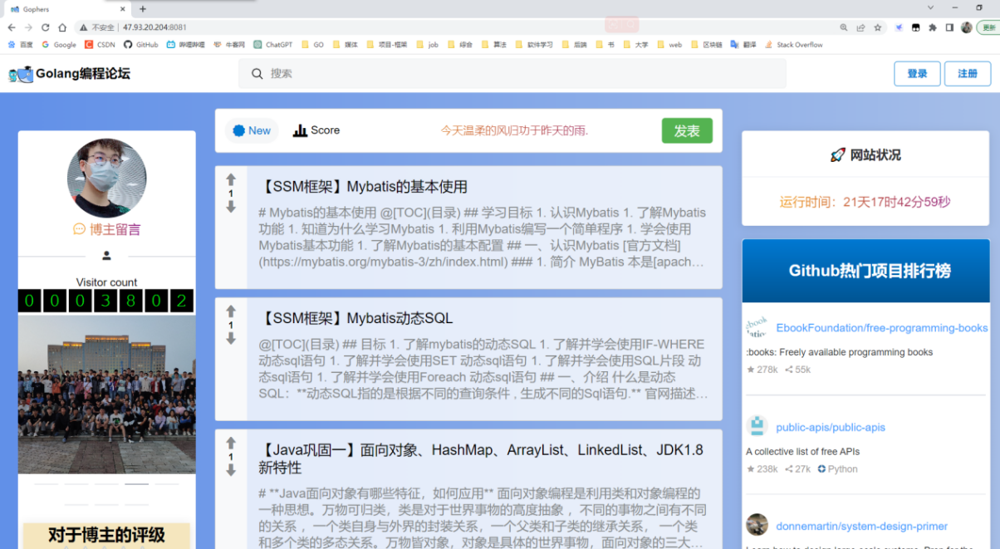 Gophers
不安全 47.93.20.204:8081
更新
百度 Google CSDN GitHub 哔哩哔哩 牛客网 ChatGPT GO 媒体 项目-框架 job 综合 算法 软件学习 后端 书 大学 web 区块链 翻译 Stack Overflow
Golang编程论坛
搜索
登录
注册
New
Score
今天温柔的风归功于昨天的雨.
发表
博主留言
Visitor count
0003802
对于博主的评级
1
【SSM框架】Mybatis的基本使用
# Mybatis的基本使用 @[TOC](目录) ## 学习目标 1. 认识Mybatis 1. 了解Mybatis
功能 1. 知道为什么学习Mybatis 1. 利用Mybatis编写一个简单程序 1. 学会使用
Mybatis基本功能 1. 了解Mybatis的基本配置 ## 一、认识Mybatis [官方文档]
(https://mybatis.org/mybatis-3/zh/index.html) ### 1. 简介 MyBatis 本是[apach…
1
【SSM框架】Mybatis动态SQL
@[TOC](目录) ## 目标 1. 了解mybatis的动态SQL 1. 了解并学会使用IF-WHERE
动态sql语句 1. 了解并学会使用SET 动态sql语句 1. 了解并学会使用SQL片段 动
态sql语句 1. 了解并学会使用Foreach 动态sql语句 ## 一、介绍 什么是动态
SQL：**动态SQL指的是根据不同的查询条件 , 生成不同的Sql语句.** 官网描述…
1
【Java巩固一】面向对象、HashMap、ArrayList、LinkedList、JDK1.8
新特性
# **Java面向对象有哪些特征，如何应用** 面向对象编程是利用类和对象编程的
一种思想。万物可归类，类是对于世界事物的高度抽象 ，不同的事物之间有不同
的关系 ，一个类自身与外界的封装关系，一个父类和子类的继承关系， 一个类
和多个类的多态关系。万物皆对象，对象是具体的世界事物，面向对象的三大…
网站状况
运行时间：21天17时42分59秒
Github热门项目排行榜
EbookFoundation/free-programming-books
:books: Freely available programming books
278k 55k
public-apis/public-apis
A collective list of free APIs
238k 27k Python
donnemartin/system-design-primer